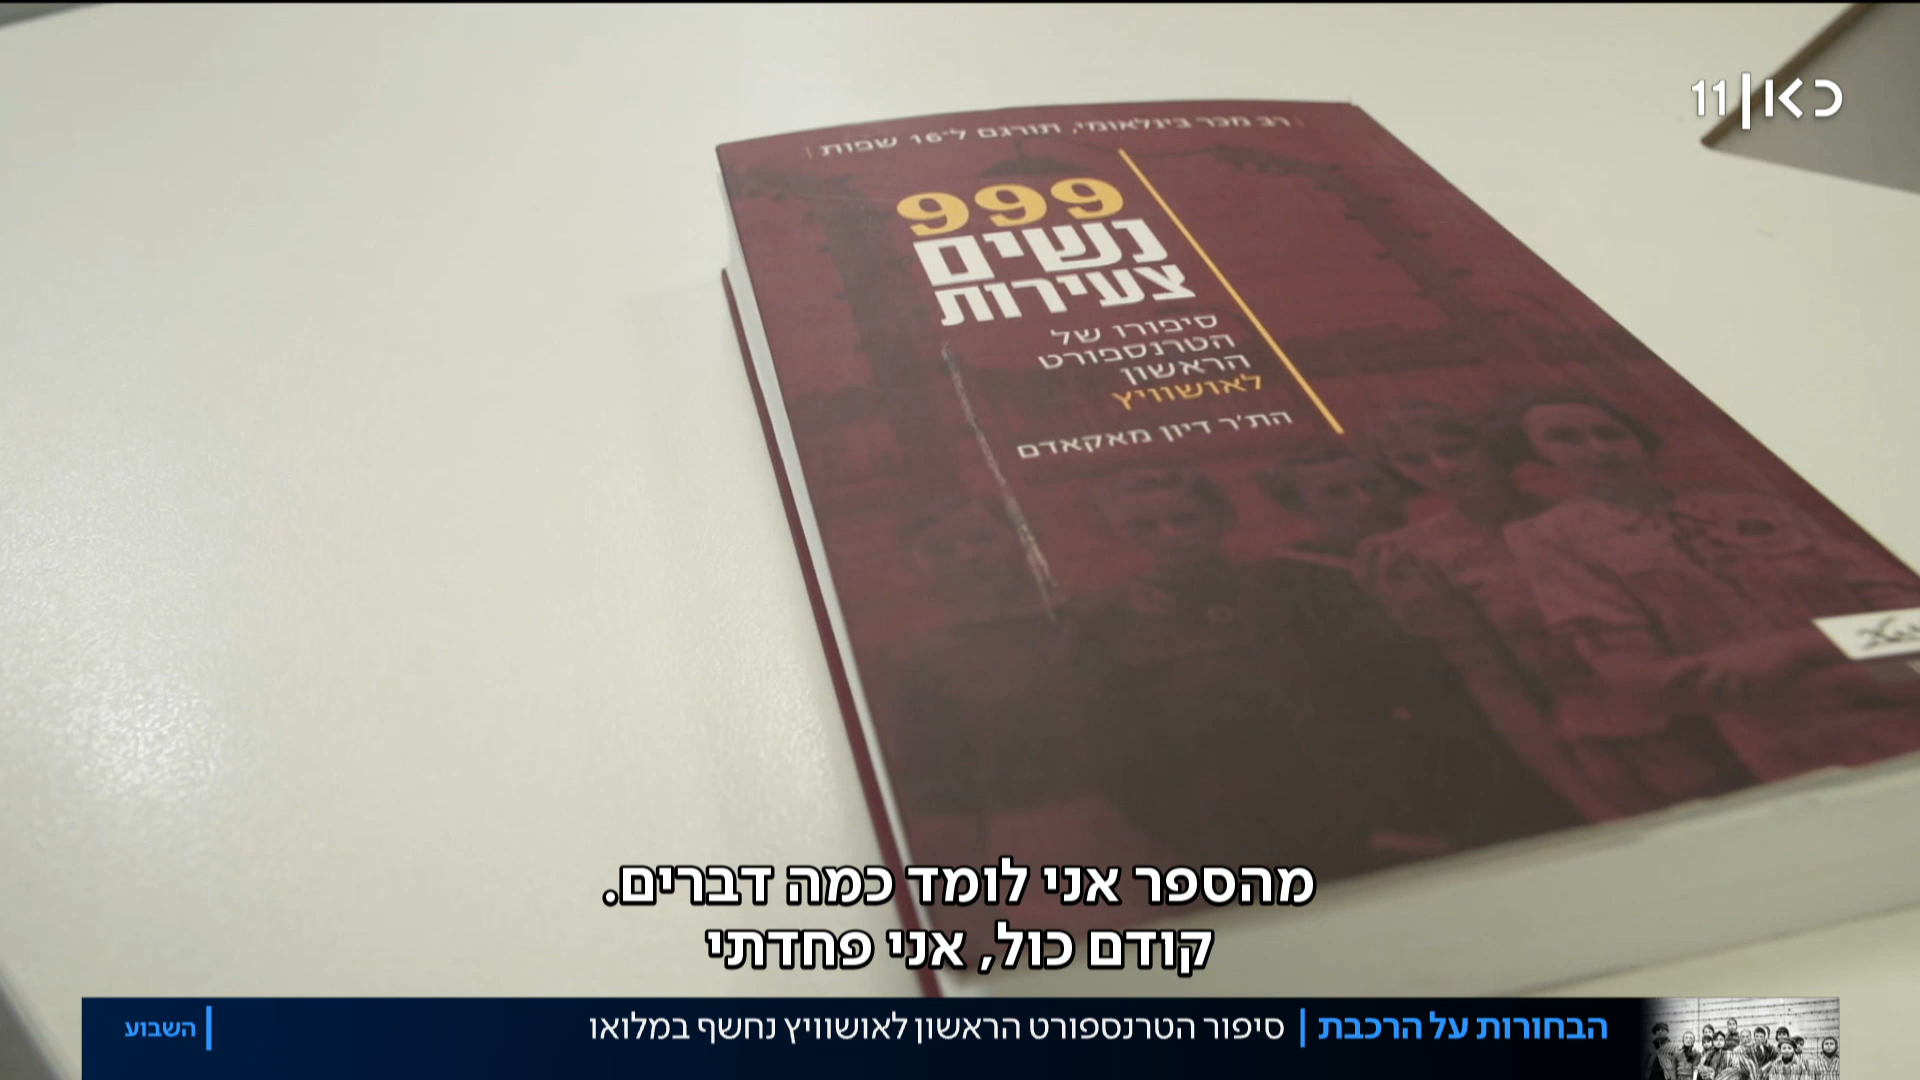 כאן 11
רב מכר בינלאומי, תורגם ל־16 שפות
999
נשים
צעירות
סיפורו של
הטרנספורט
הראשון
לאושוויץ
הת'ר דיון מאקאדם
מהספר אני לומד כמה דברים.
קודם כול, אני פחדתי
הבחורות על הרכבת | סיפור הטרנספורט הראשון לאושוויץ נחשף במלואו
השבוע